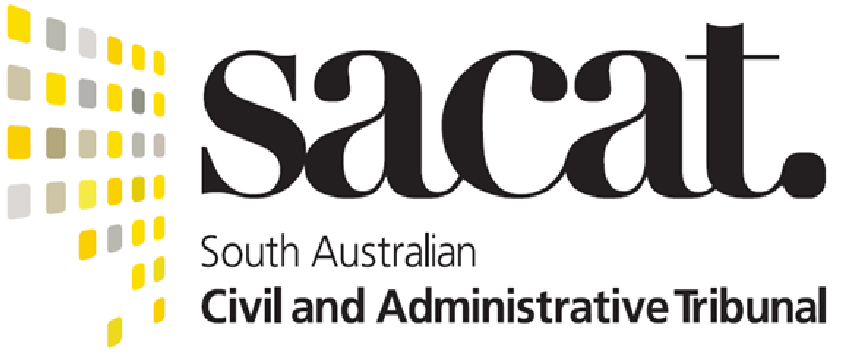 sacat.
South Australian
Civil and Administrative Tribunal